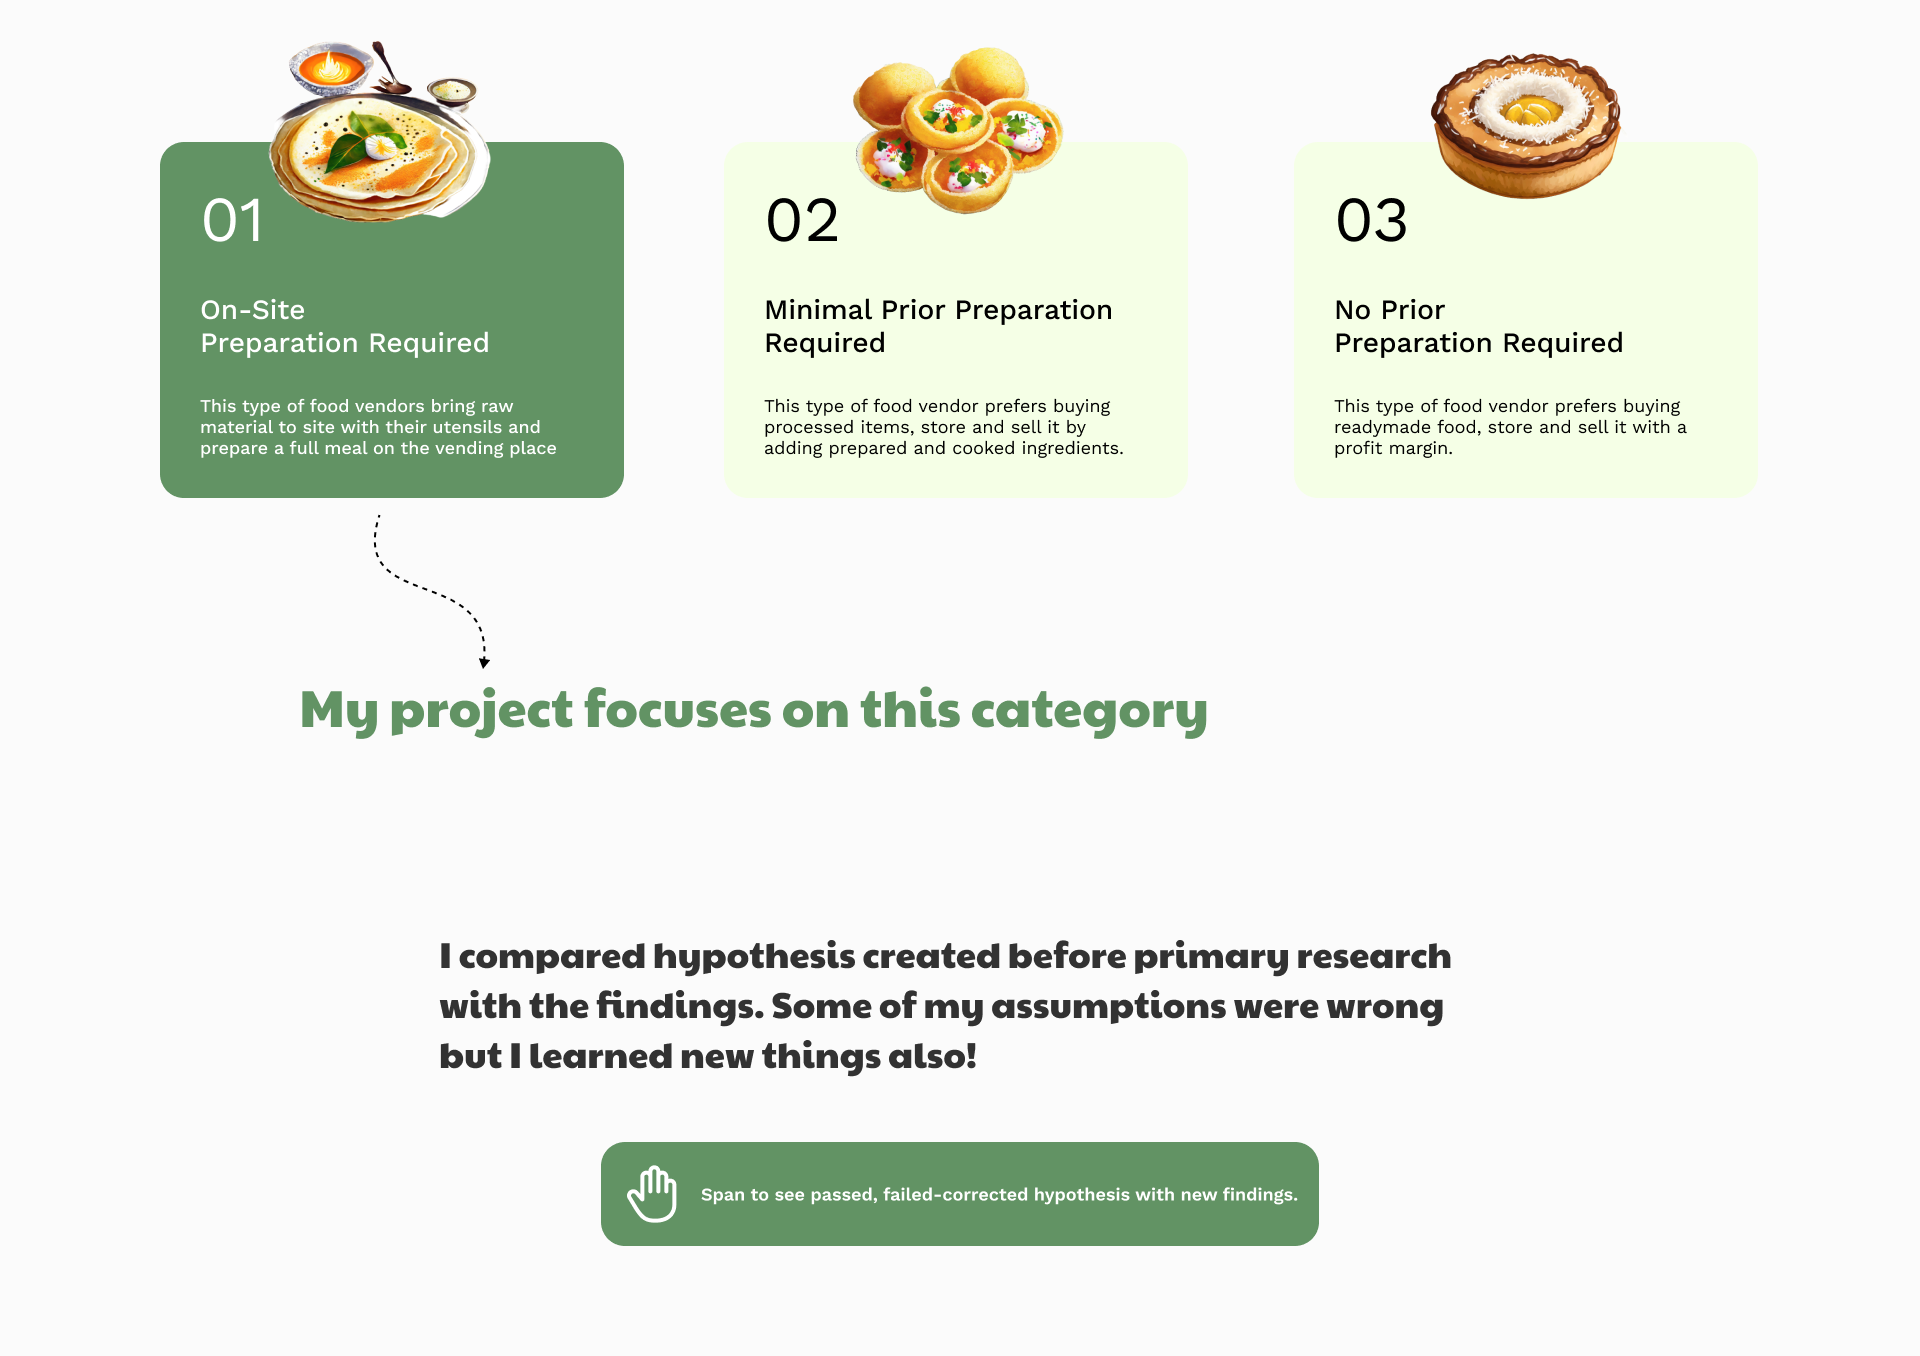 01
On-Site
Preparation Required
This type of food vendors bring raw
material to site with their utensils and
prepare a full meal on the vending place
02
Minimal Prior Preparation
Required
This type of food vendor prefers buying
processed items, store and sell it by
adding prepared and cooked ingredients.
03
No Prior
Preparation Required
This type of food vendor prefers buying
readymade food, store and sell it with a
profit margin.
My project focuses on this category
I compared hypothesis created before primary research
with the findings. Some of my assumptions were wrong
but I learned new things also!
Span to see passed, failed-corrected hypothesis with new findings.